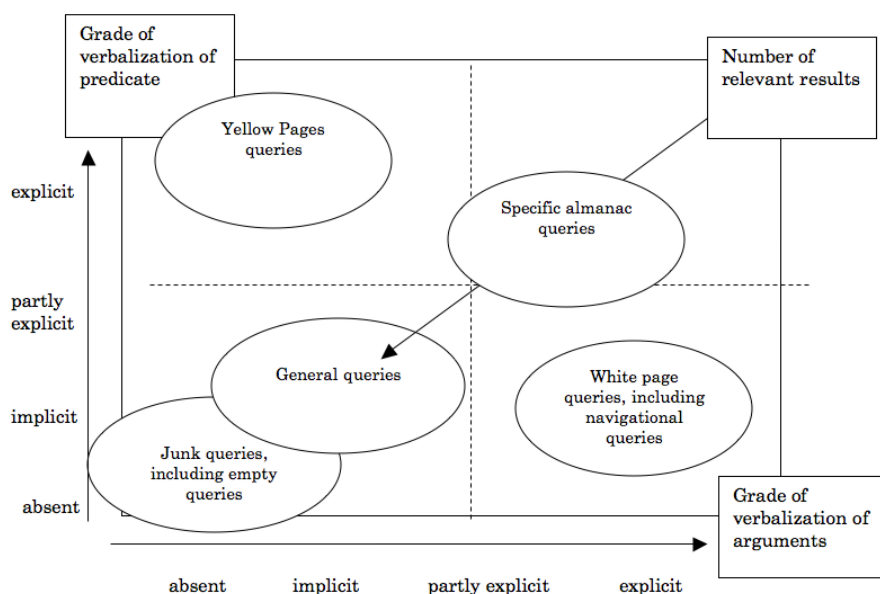 Grade of
verbalization of
predicate
Number of
relevant results
Yellow Pages
queries
explicit
Specific almanac
queries
partly
explicit
General queries
White page
queries, including
navigational
queries
implicit
Junk queries,
including empty
queries
absent
Grade of
verbalization of
arguments
absent
implicit
partly explicit
explicit